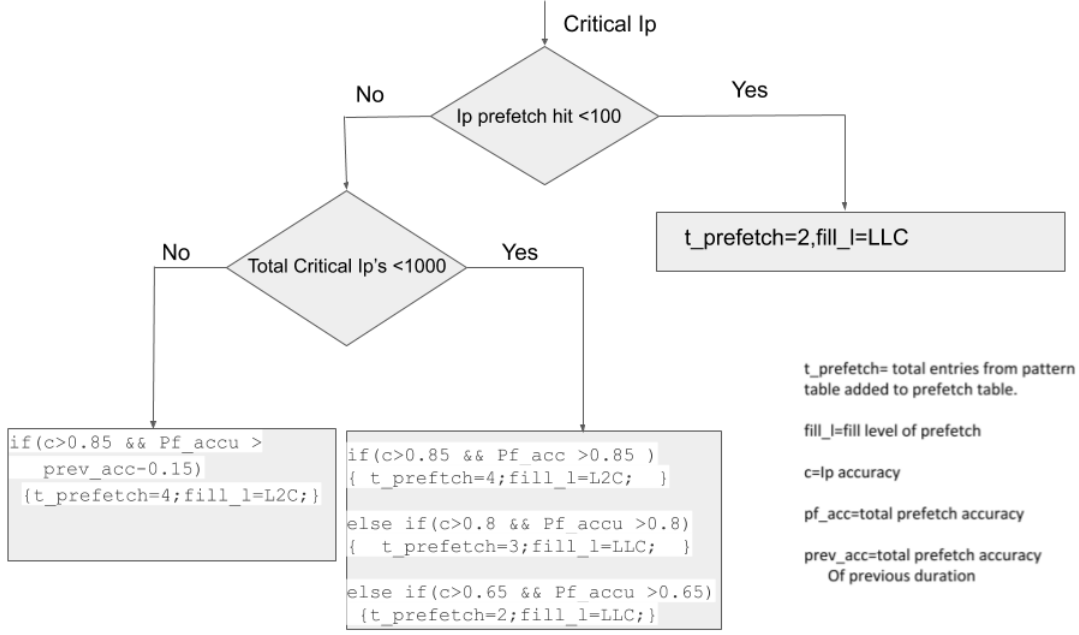 Critical Ip
No
Yes
Ip prefetch hit <100
t_prefetch=2,fill_l=LLC
No
Yes
Total Critical Ip's <1000
if(c>0.85 && Pf_accu >
prev_acc-0.15)
{t_prefetch=4;fill_l=L2C;}
if(c>0.85 && Pf_acc >0.85 )
{ t_preftch=4;fill_l=L2C; }
else if(c>0.8 && Pf_accu >0.8)
{ t_prefetch=3;fill_l=LLC; }
else if(c>0.65 && Pf_accu >0.65)
{t_prefetch=2;fill_l=LLC;}
t_prefetch= total entries from pattern
table added to prefetch table.
fill_l=fill level of prefetch
c=Ip accuracy
pf_acc=total prefetch accuracy
prev_acc=total prefetch accuracy
Of previous duration